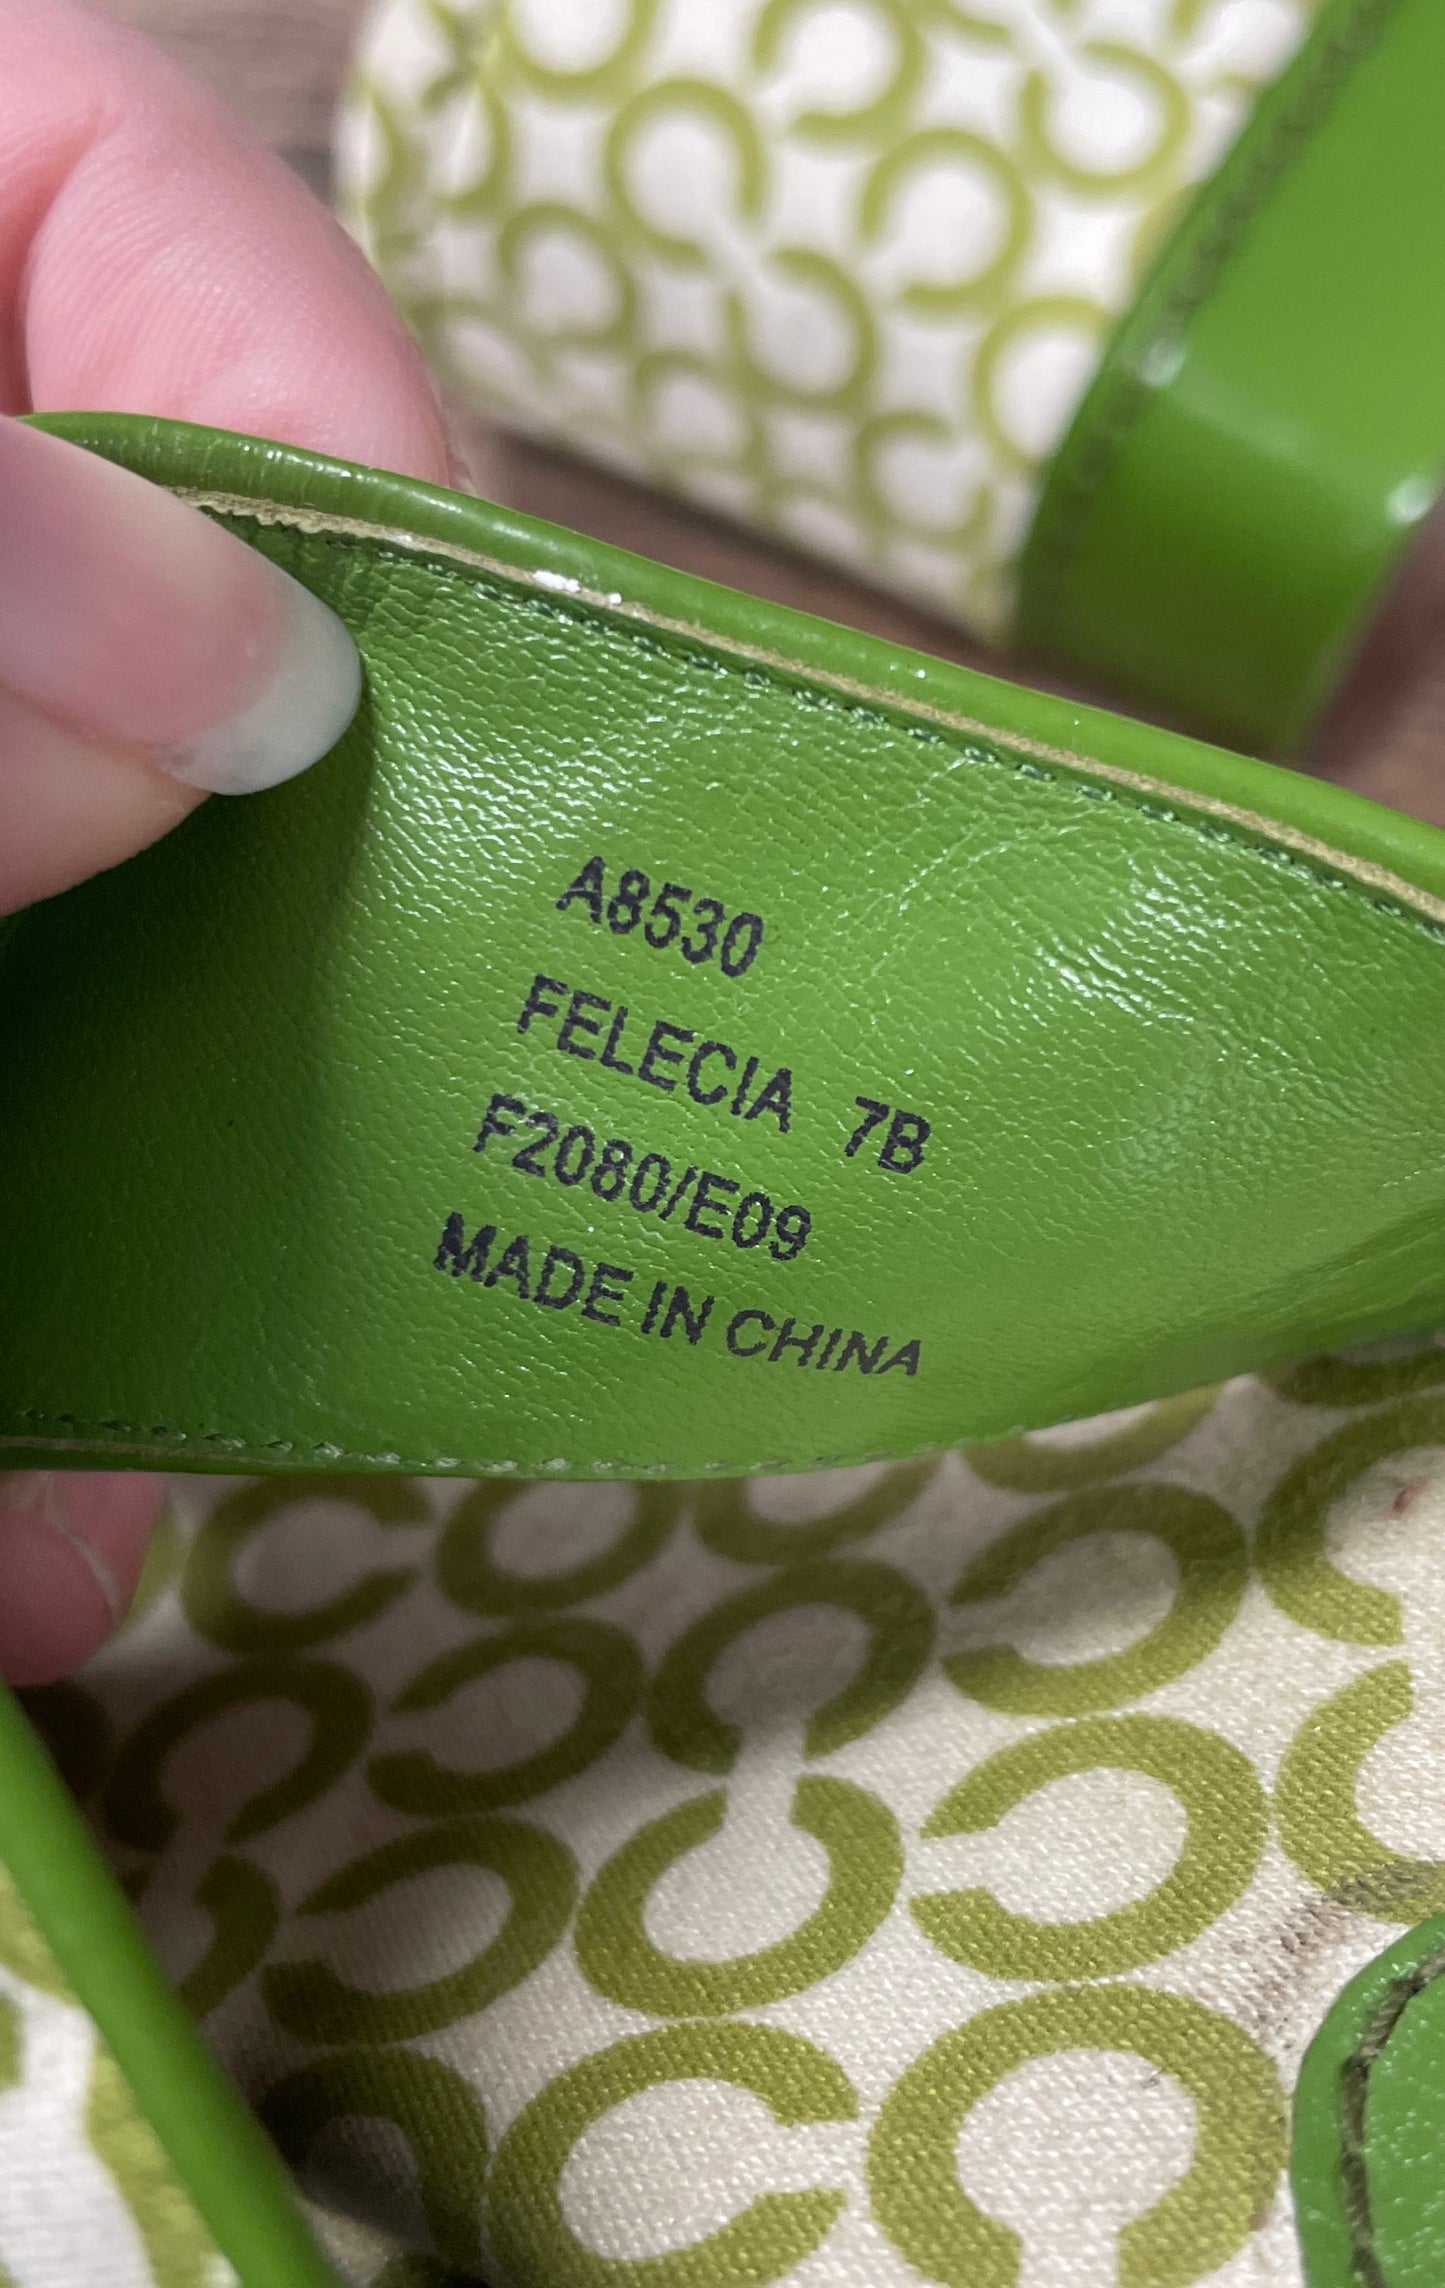 A8530
FELECIA 7B
F2080/E09
MADE IN CHINA